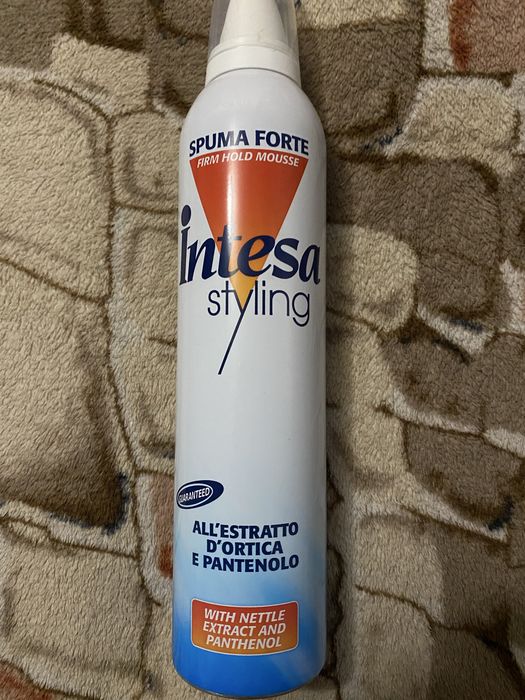 SPUMA FORTE
FIRM HOLD MOUSSE
intesa
styling
GUARANTEED
ALL'ESTRATTO
D'ORTICA
E PANTENOLO
WITH NETTLE
EXTRACT AND
PANTHENOL